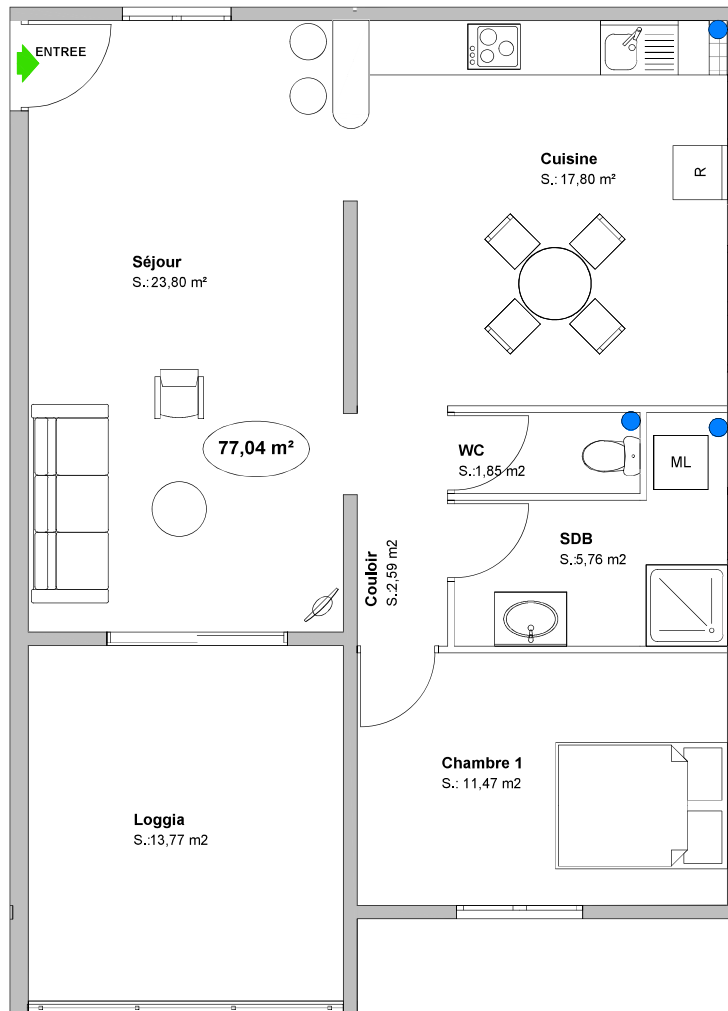 ENTREE
Cuisine
S.: 17,80 m²
R
Séjour
S.: 23,80 m²
77,04 m²
WC
S.:1,85 m2
ML
SDB
S.:5,76 m2
Couloir
S.:2,59 m2
Chambre 1
S.: 11,47 m2
Loggia
S.:13,77 m2